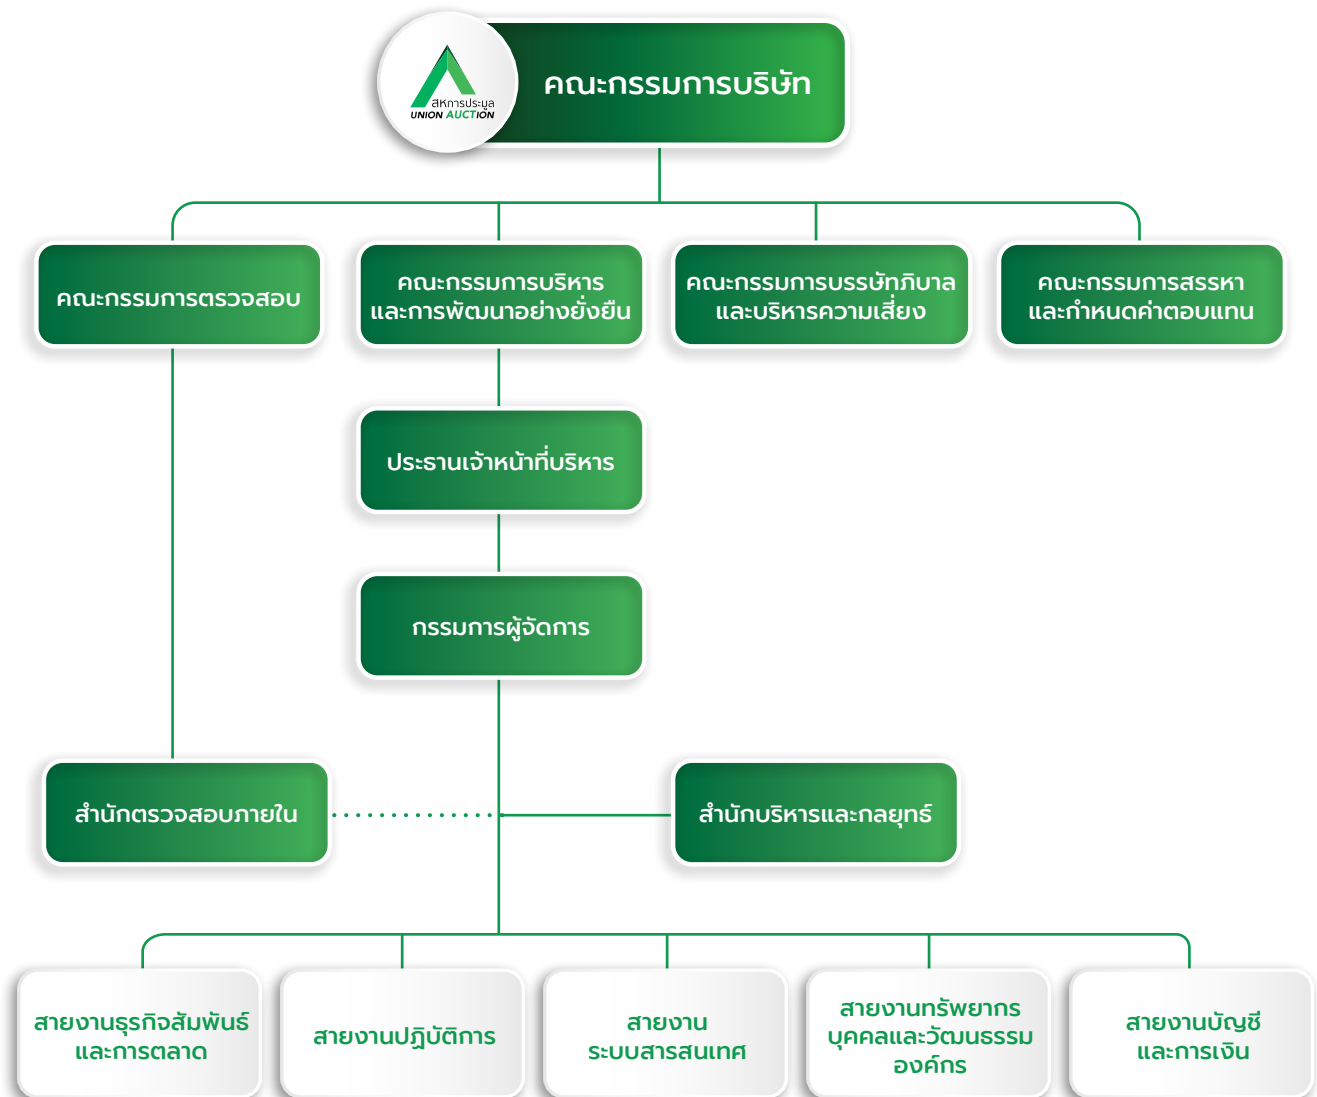 สหการประมูล
UNION AUCTION
คณะกรรมการบริษัท
คณะกรรมการตรวจสอบ
คณะกรรมการบริหาร
และการพัฒนาอย่างยั่งยืน
คณะกรรมการบรรษัทภิบาล
และบริหารความเสี่ยง
คณะกรรมการสรรหา
และกำหนดค่าตอบแทน
ประธานเจ้าหน้าที่บริหาร
กรรมการผู้จัดการ
สำนักตรวจสอบภายใน
สำนักบริหารและกลยุทธ์
สายงานธุรกิจสัมพันธ์
และการตลาด
สายงานปฏิบัติการ
สายงาน
ระบบสารสนเทศ
สายงานทรัพยากร
บุคคลและวัฒนธรรม
องค์กร
สายงานบัญชี
และการเงิน